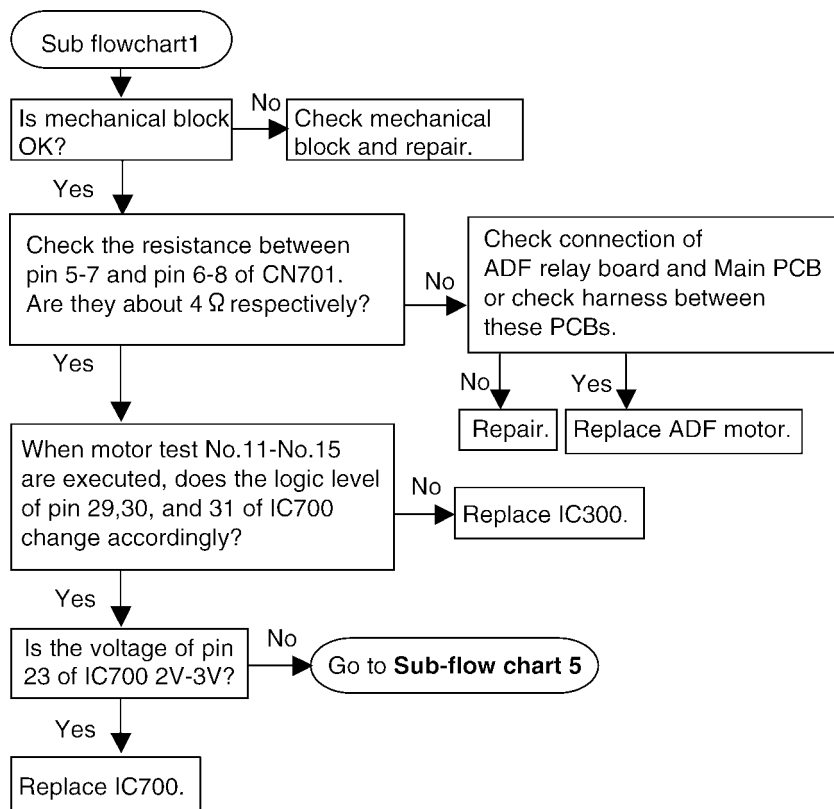 Sub flowchart1
Is mechanical block
OK?
No
Check mechanical
block and repair.
Yes
Check the resistance between
pin 5-7 and pin 6-8 of CN701.
Are they about 4 Ω respectively?
No
Check connection of
ADF relay board and Main PCB
or check harness between
these PCBs.
Yes
No
Yes
Repair.
Replace ADF motor.
When motor test No.11-No.15
are executed, does the logic level
of pin 29,30, and 31 of IC700
change accordingly?
No
Replace IC300.
Yes
Is the voltage of pin
23 of IC700 2V-3V?
No
Go to Sub-flow chart 5
Yes
Replace IC700.